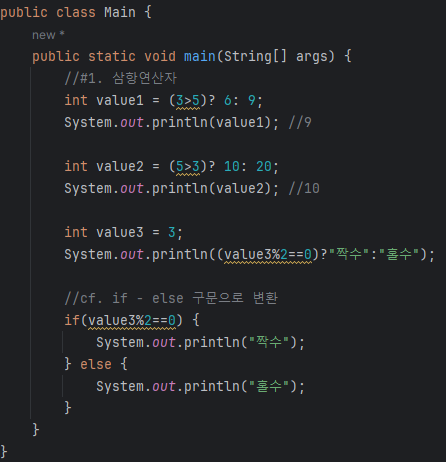 public class Main {
new *
public static void main(String[] args) {
//#1. 삼항연산자
int value1 = (3>5)? 6: 9;
System.out.println(value1); //9
int value2 = (5>3)? 10: 20;
System.out.println(value2); //10
int value3 = 3;
System.out.println((value3%2==0)?"짝수":"홀수");
//cf. if - else 구문으로 변환
if(value3%2==0) {
System.out.println("짝수");
} else {
System.out.println("홀수");
}
}
}